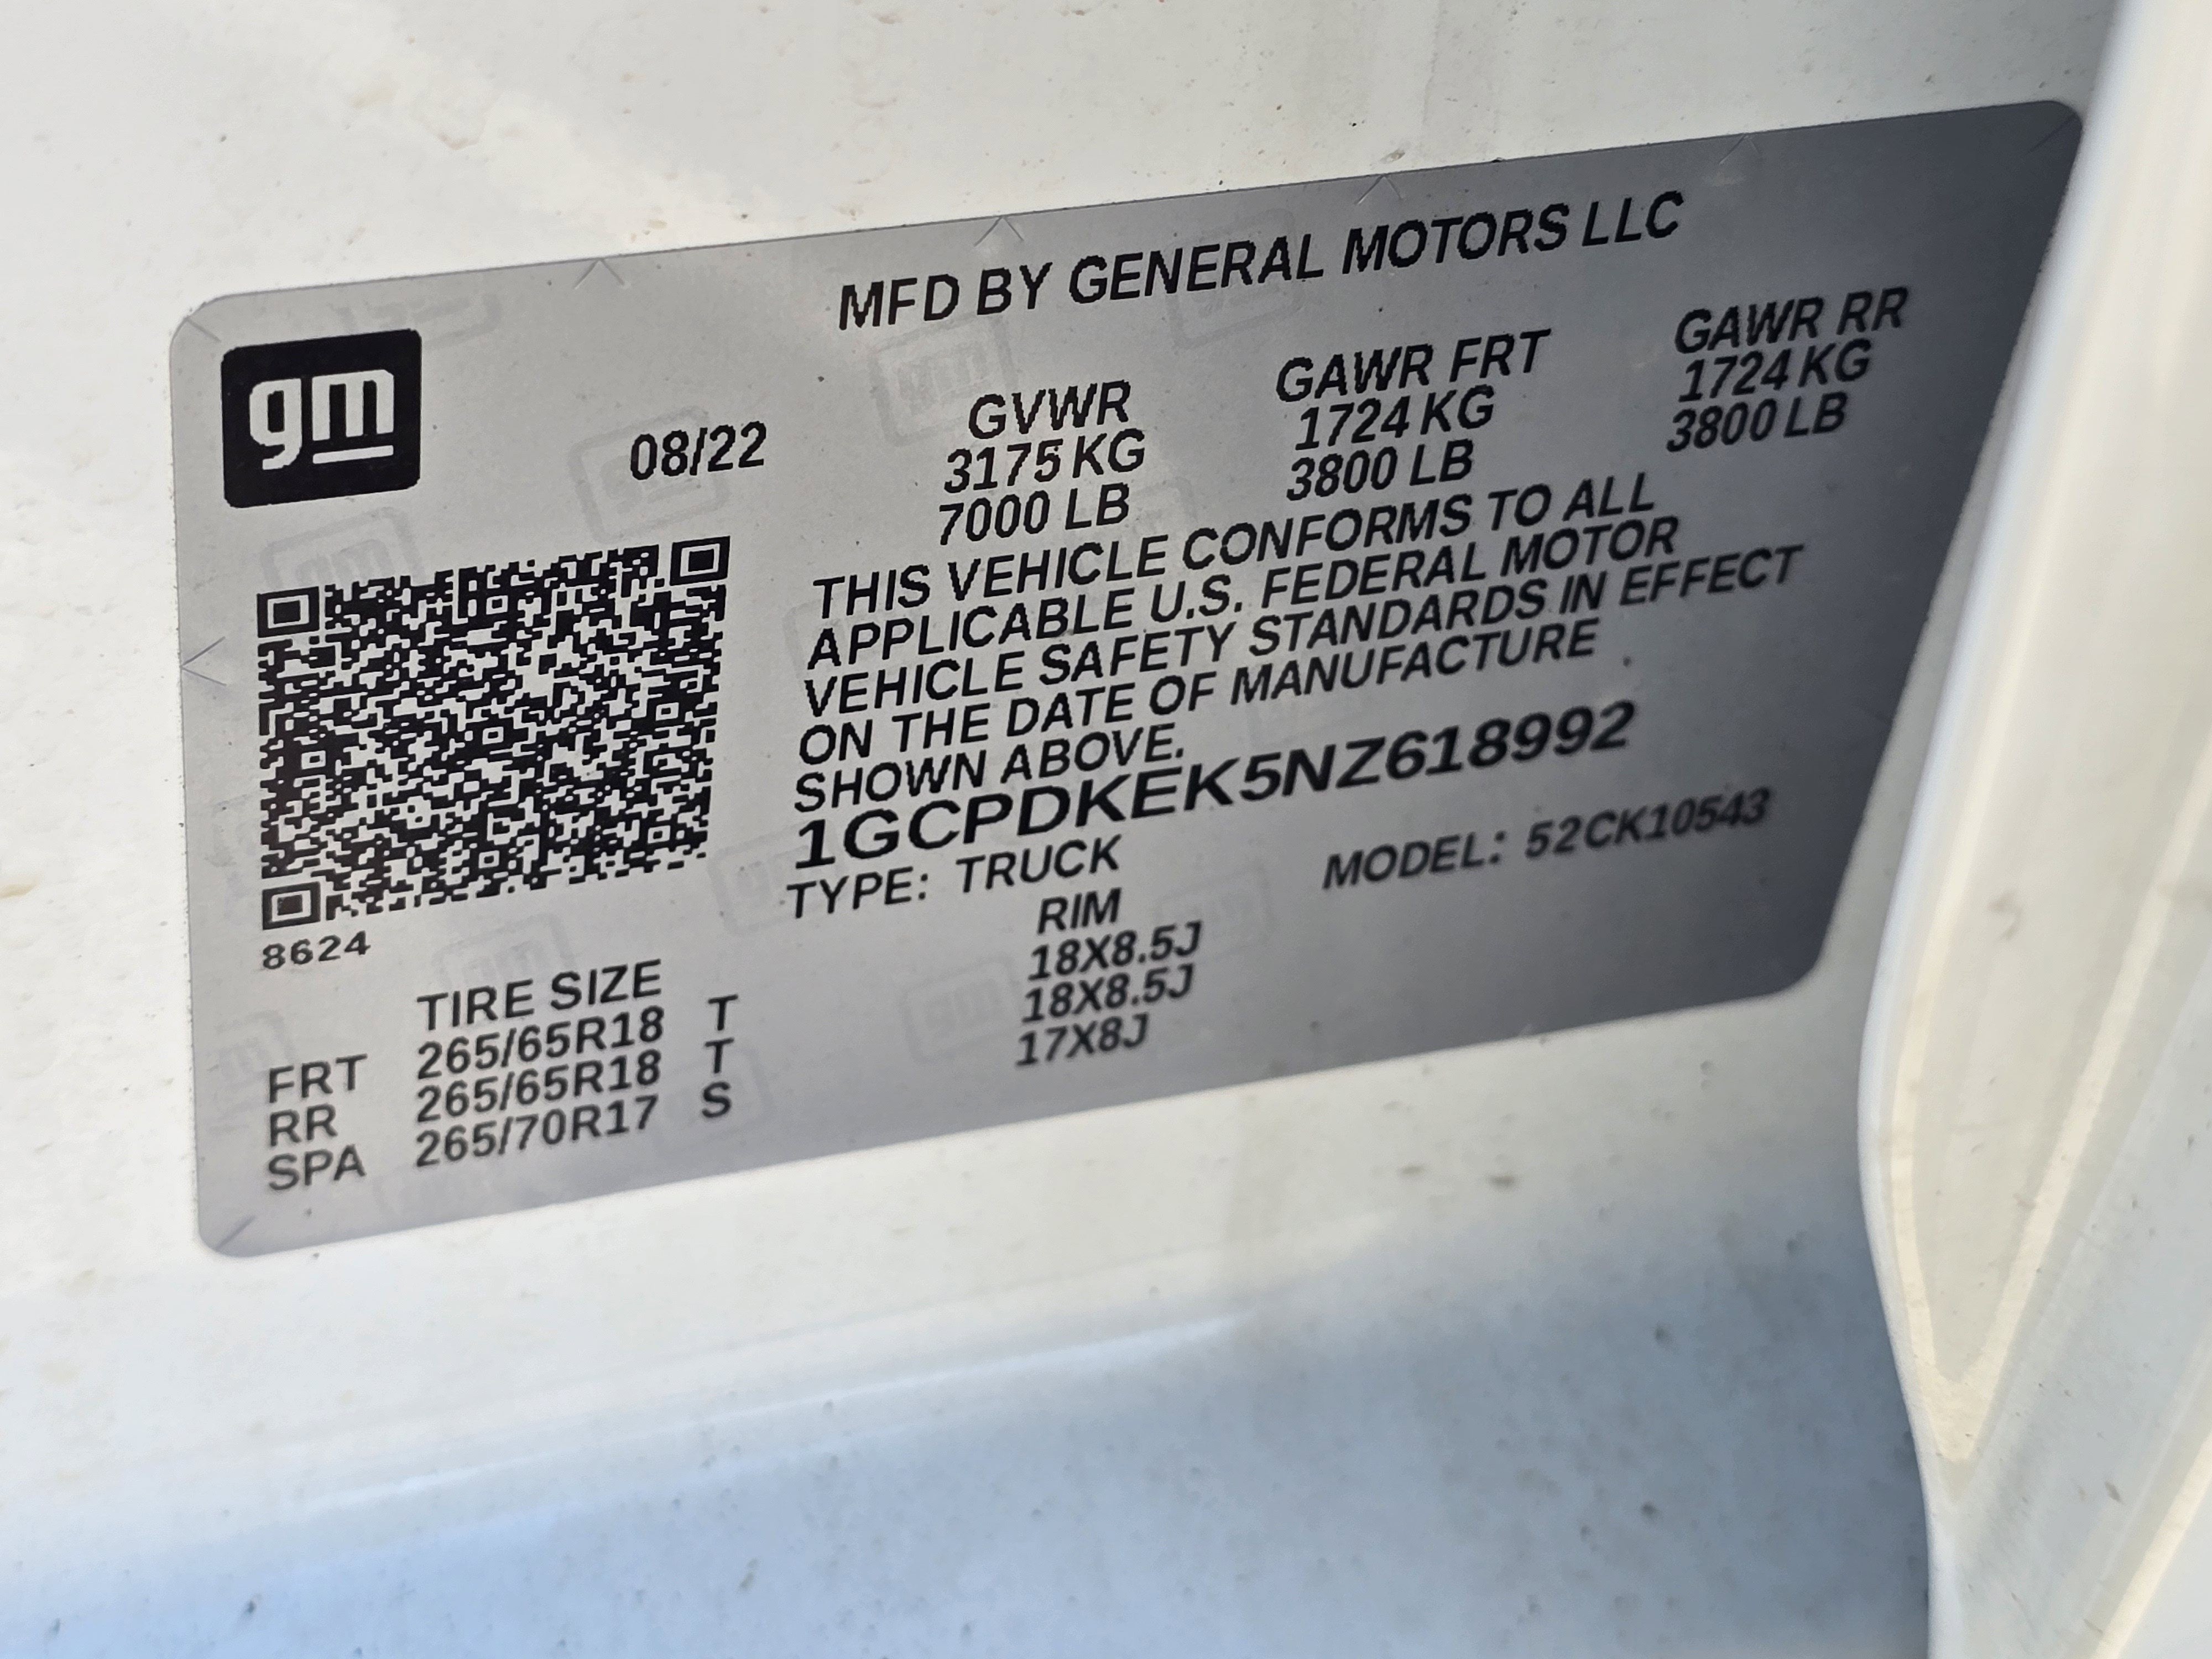 gm
MFD BY GENERAL MOTORS LLC
08/22
GVWR GAWR FRT GAWR RR
3175 KG 1724 KG 1724 KG
7000 LB 3800 LB 3800 LB
THIS VEHICLE CONFORMS TO ALL
APPLICABLE U.S. FEDERAL MOTOR
VEHICLE SAFETY STANDARDS IN EFFECT
ON THE DATE OF MANUFACTURE
SHOWN ABOVE.
1GCPDKEK5NZ618992
TYPE: TRUCK MODEL: 52CK10543
8624
TIRE SIZE RIM
FRT 265/65R18 T 18X8.5J
RR 265/65R18 T 18X8.5J
SPA 265/70R17 S 17X8J